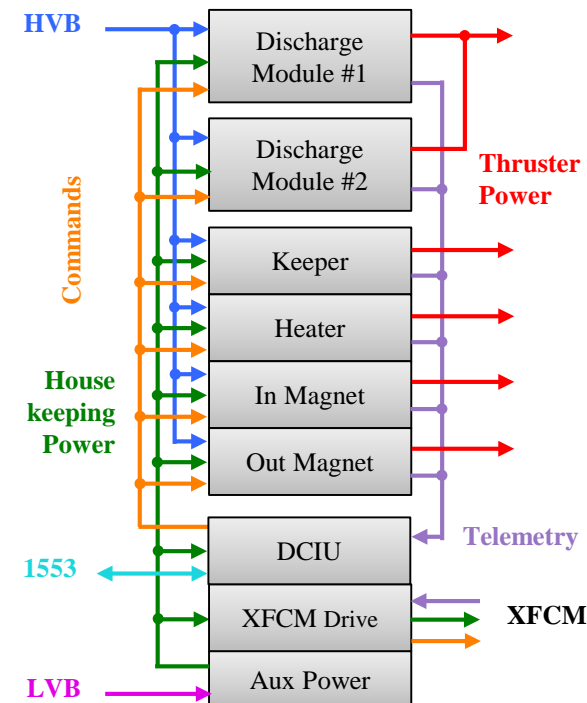 HVB
Discharge
Module #1
Discharge
Module #2
Thruster
Power
Commands
Keeper
Heater
House
keeping
Power
In Magnet
Out Magnet
DCIU
Telemetry
1553
XFCM Drive
XFCM
Aux Power
LVB